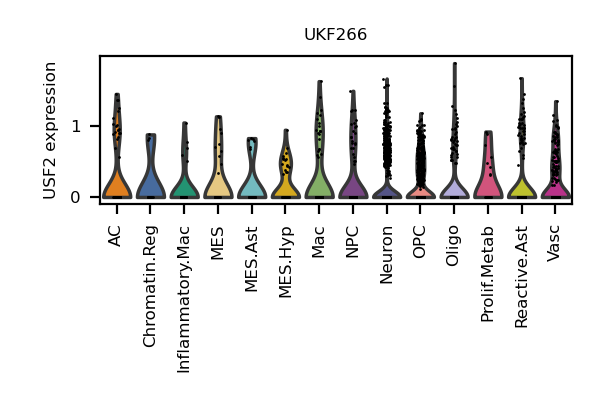 UKF266
USF2 expression
1
0
AC
Chromatin.Reg
Inflammatory.Mac
MES
MES.Ast
MES.Hyp
Mac
NPC
Neuron
OPC
Oligo
Prolif.Metab
Reactive.Ast
Vasc